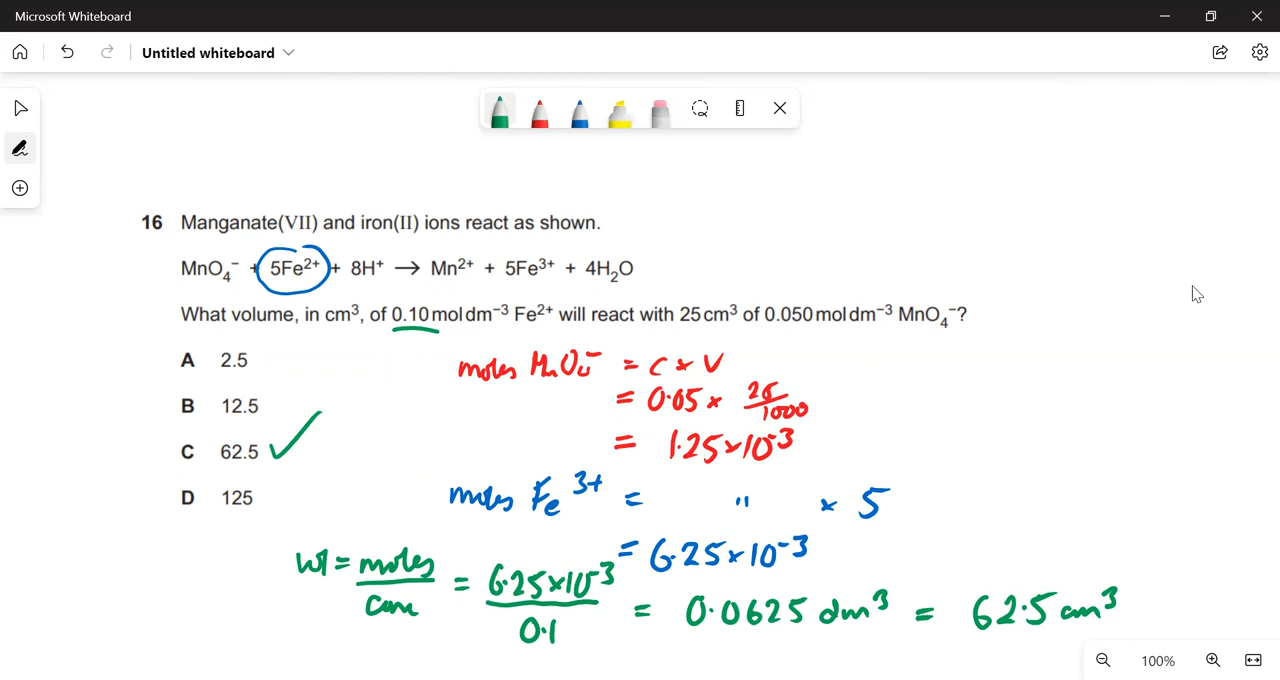 Microsoft Whiteboard
Untitled whiteboard
16 Manganate(VII) and iron(II) ions react as shown.
MnO₄⁻ + 5Fe²⁺ + 8H⁺ → Mn²⁺ + 5Fe³⁺ + 4H₂O
What volume, in cm³, of 0.10 mol dm⁻³ Fe²⁺ will react with 25 cm³ of 0.050 mol dm⁻³ MnO₄⁻?
A 2.5
B 12.5
C 62.5 ✓
D 125
moles MnO₄⁻ = C × V
= 0.05 × 25/1000
= 1.25×10⁻³
moles Fe³⁺ = " × 5
= 6.25×10⁻³
= moles/conc = 6.25×10⁻³/0.1 = 0.0625 dm³ = 62.5 cm³
100%